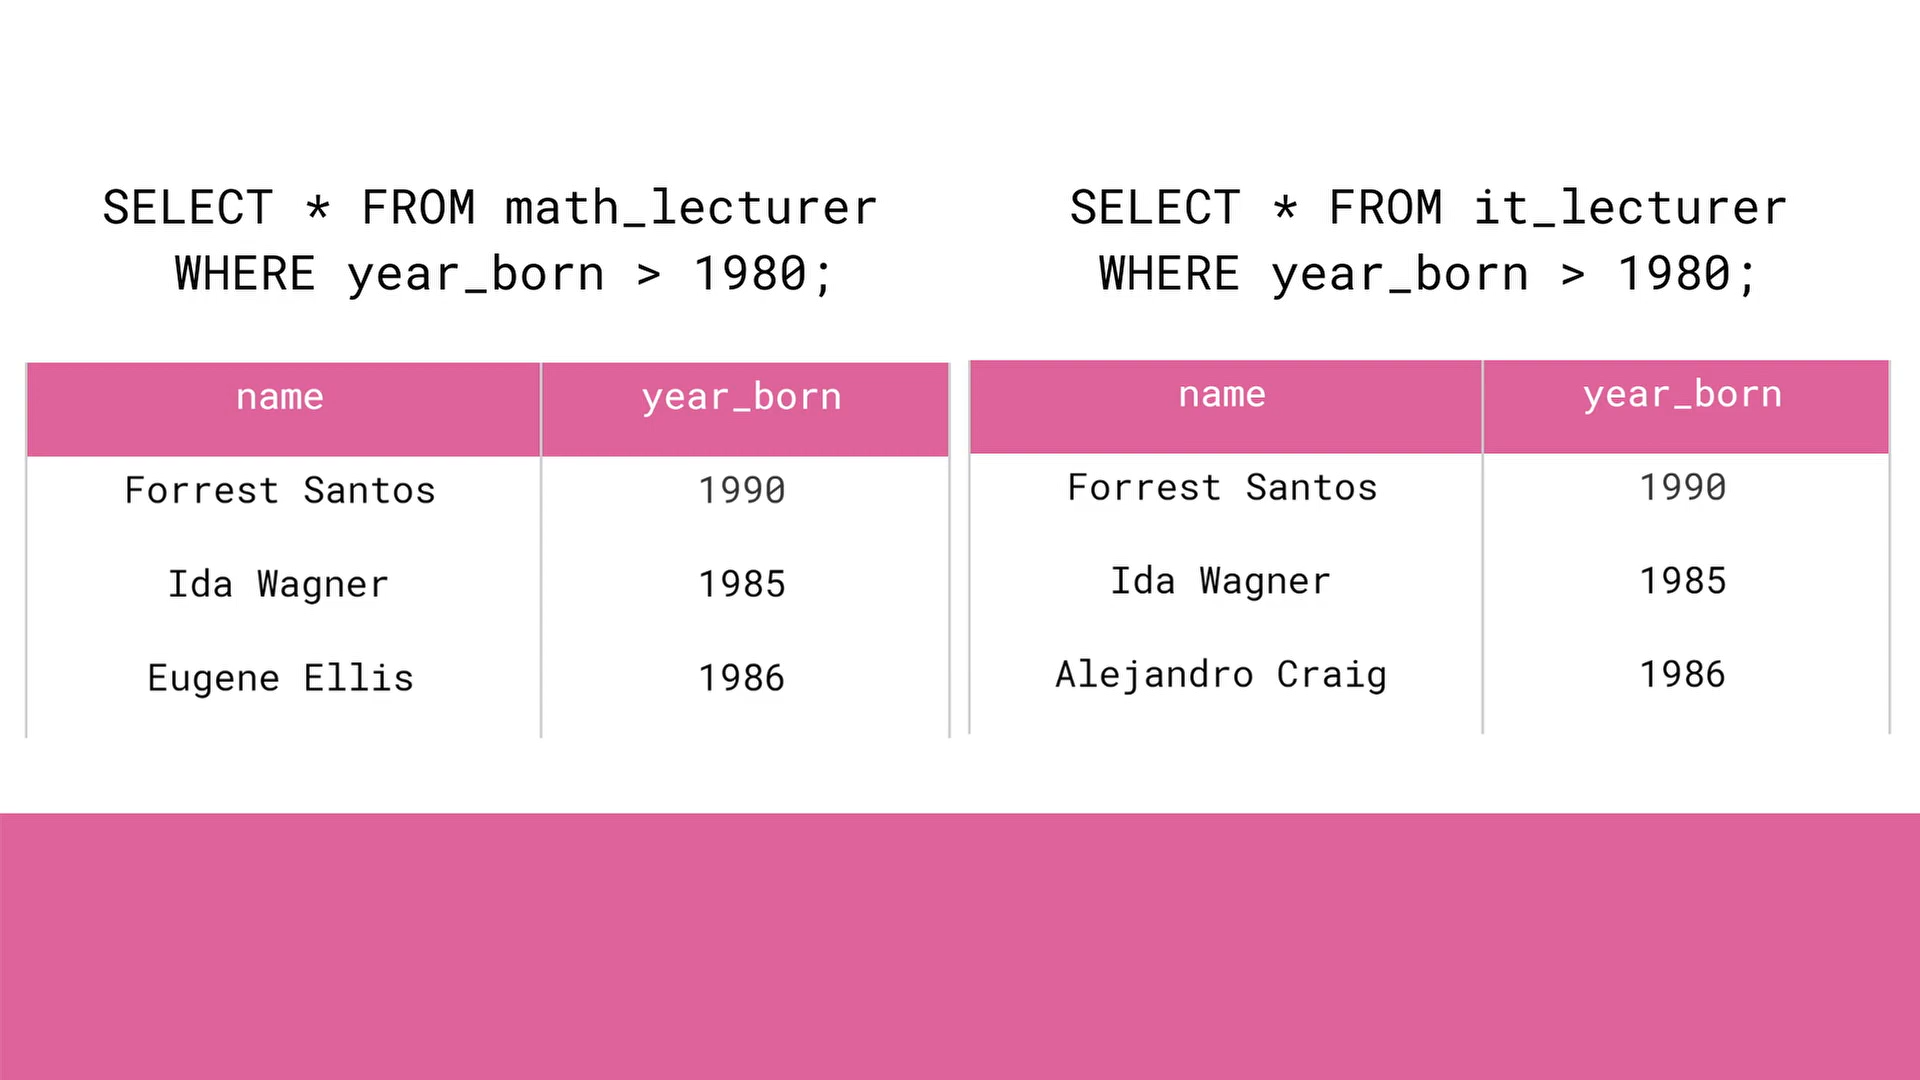 SELECT * FROM math_lecturer
WHERE year_born > 1980;
name year_born
Forrest Santos 1990
Ida Wagner 1985
Eugene Ellis 1986
SELECT * FROM it_lecturer
WHERE year_born > 1980;
name year_born
Forrest Santos 1990
Ida Wagner 1985
Alejandro Craig 1986